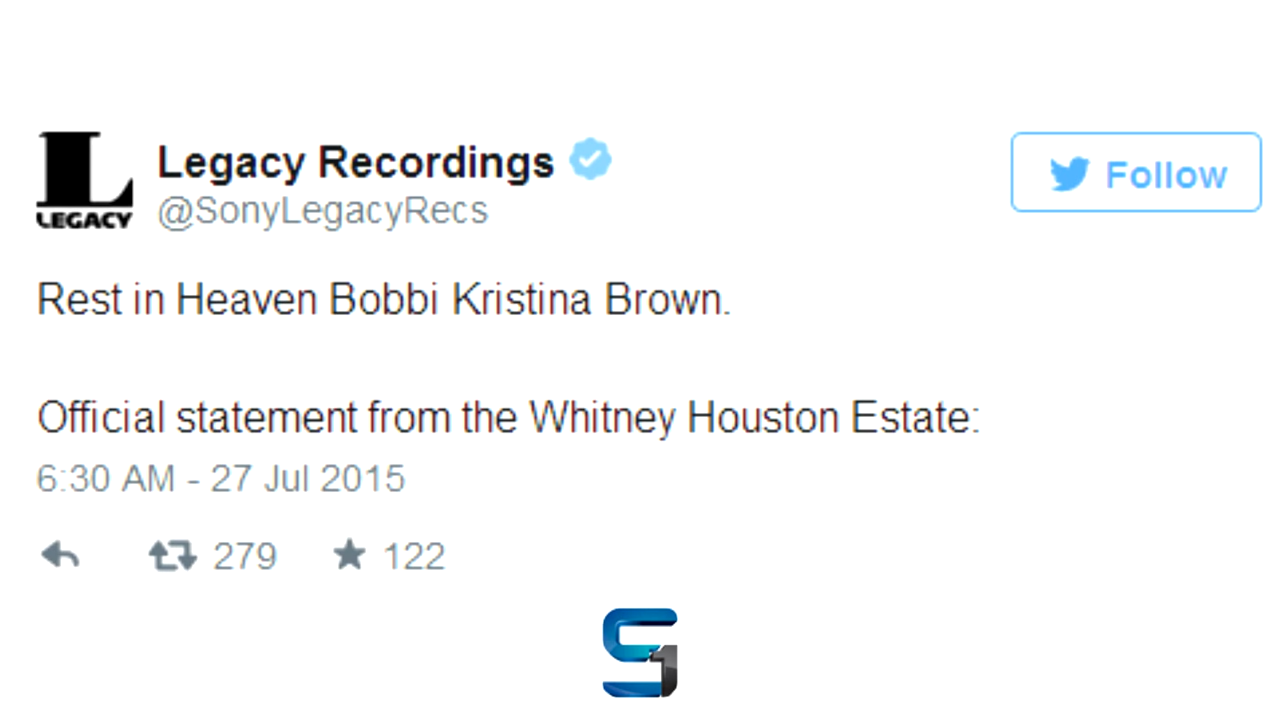 L
LEGACY
Legacy Recordings
@SonyLegacyRecs
Follow
Rest in Heaven Bobbi Kristina Brown.
Official statement from the Whitney Houston Estate:
6:30 AM - 27 Jul 2015
279 122
S1